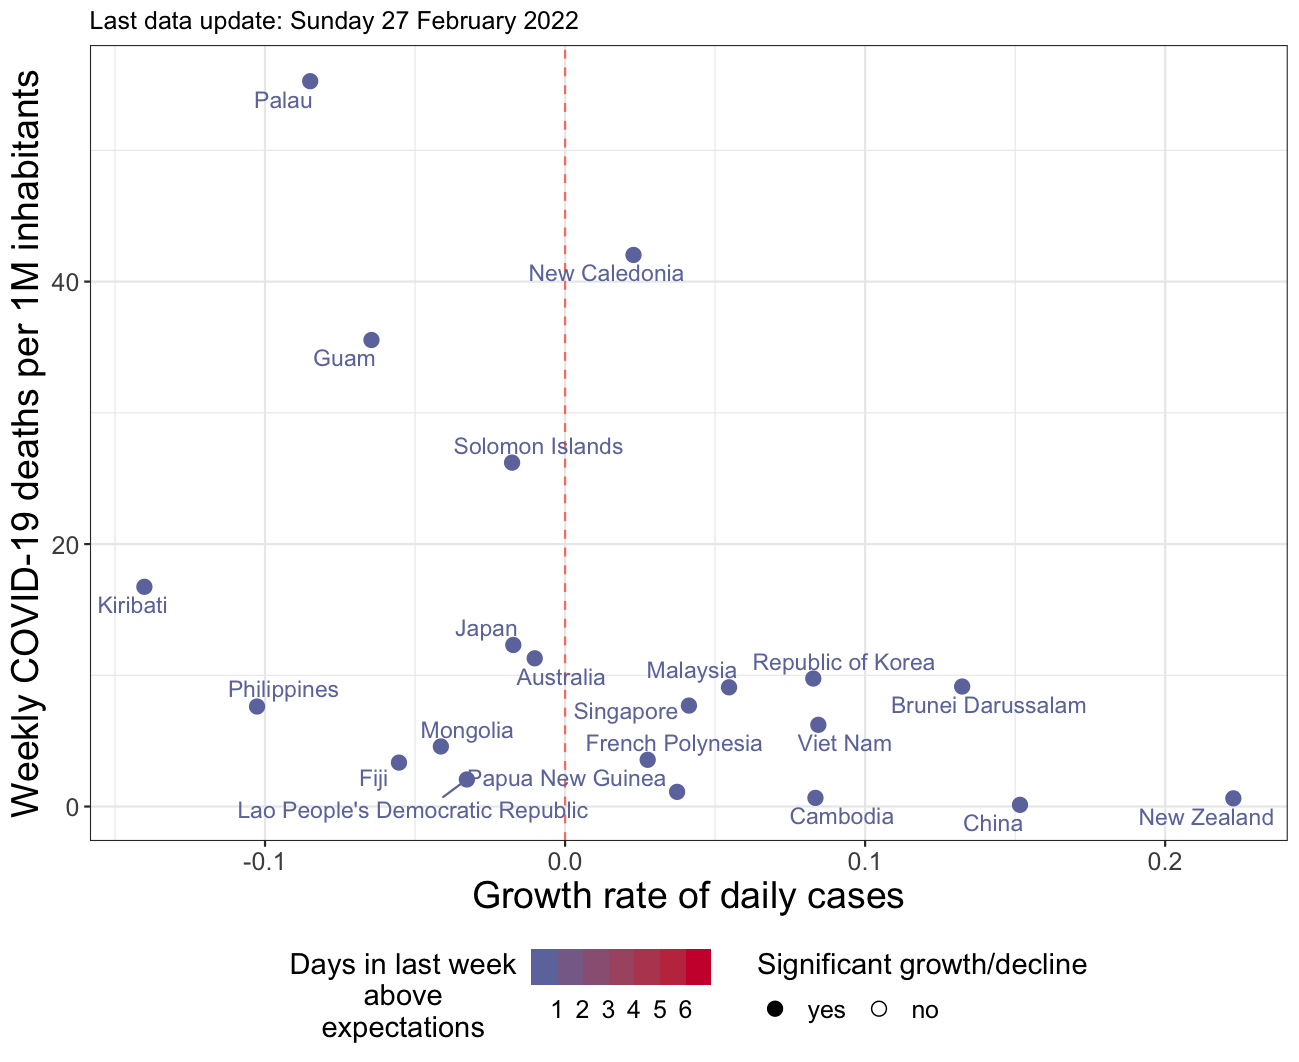 Last data update: Sunday 27 February 2022
Weekly COVID-19 deaths per 1M inhabitants
40
20
0
Palau
New Caledonia
Guam
Solomon Islands
Kiribati
Japan
Australia
Malaysia
Republic of Korea
Philippines
Brunei Darussalam
Singapore
Mongolia
French Polynesia
Viet Nam
Fiji
Papua New Guinea
Lao People's Democratic Republic
Cambodia
China
New Zealand
-0.1
0.0
0.1
0.2
Growth rate of daily cases
Days in last week
above
expectations
1 2 3 4 5 6
Significant growth/decline
yes
no